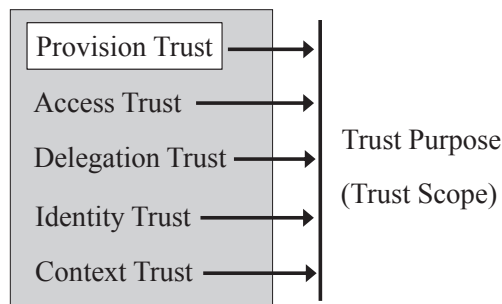 Provision Trust
Access Trust
Delegation Trust
Identity Trust
Context Trust
Trust Purpose
(Trust Scope)